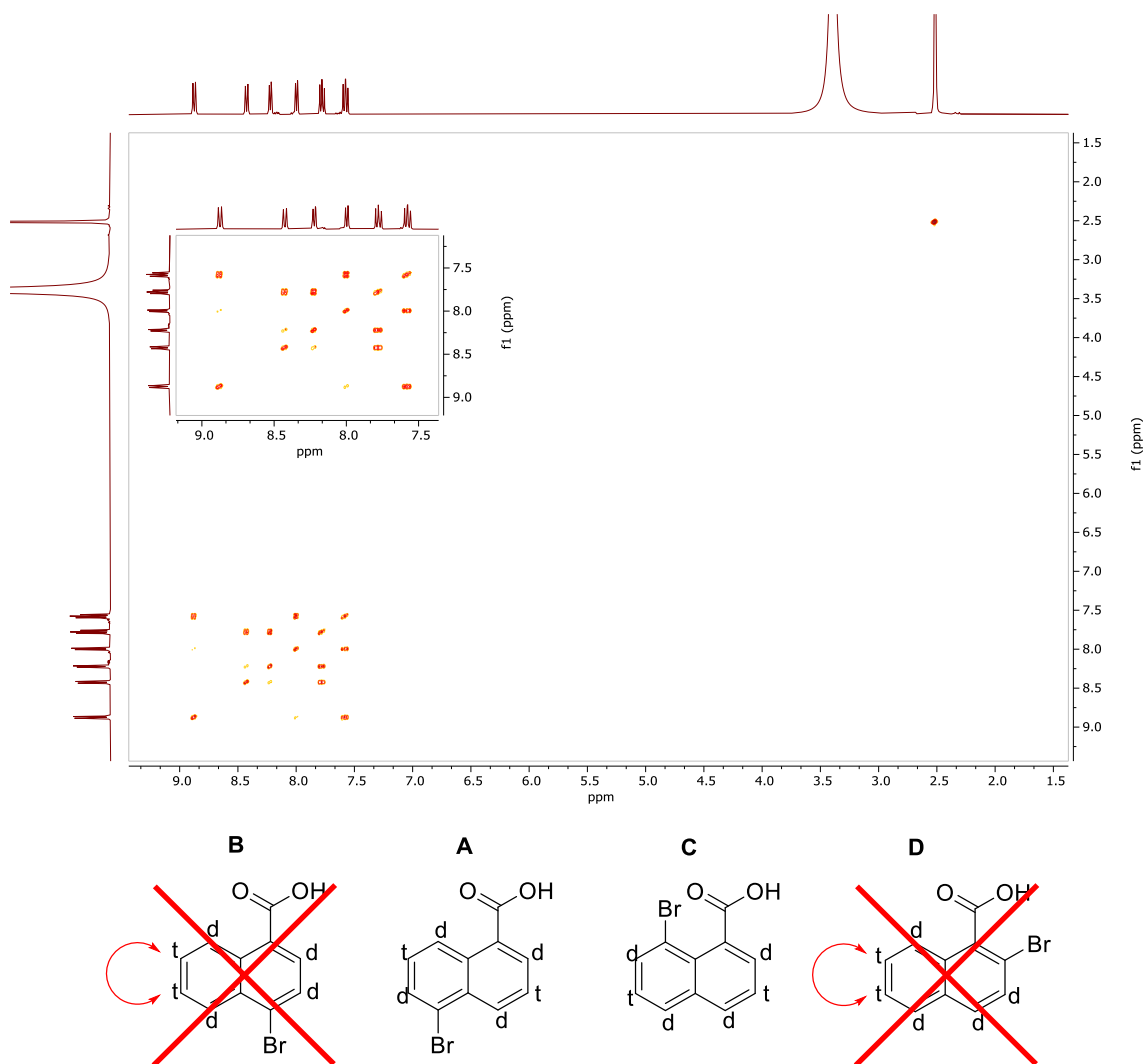 1.5
2.0
2.5
3.0
3.5
4.0
4.5
5.0
5.5
6.0
6.5
7.0
7.5
8.0
8.5
9.0
f1 (ppm)
7.5
8.0
8.5
9.0
f1 (ppm)
9.0 8.5 8.0 7.5
ppm
9.0 8.5 8.0 7.5 7.0 6.5 6.0 5.5 5.0 4.5 4.0 3.5 3.0 2.5 2.0 1.5
ppm
B A C D
O OH
d
t d
t d
d
Br
O OH
d
t d
d t
d
Br
O OH
Br
d d
t t
d d
O OH
d
t Br
t d
d d